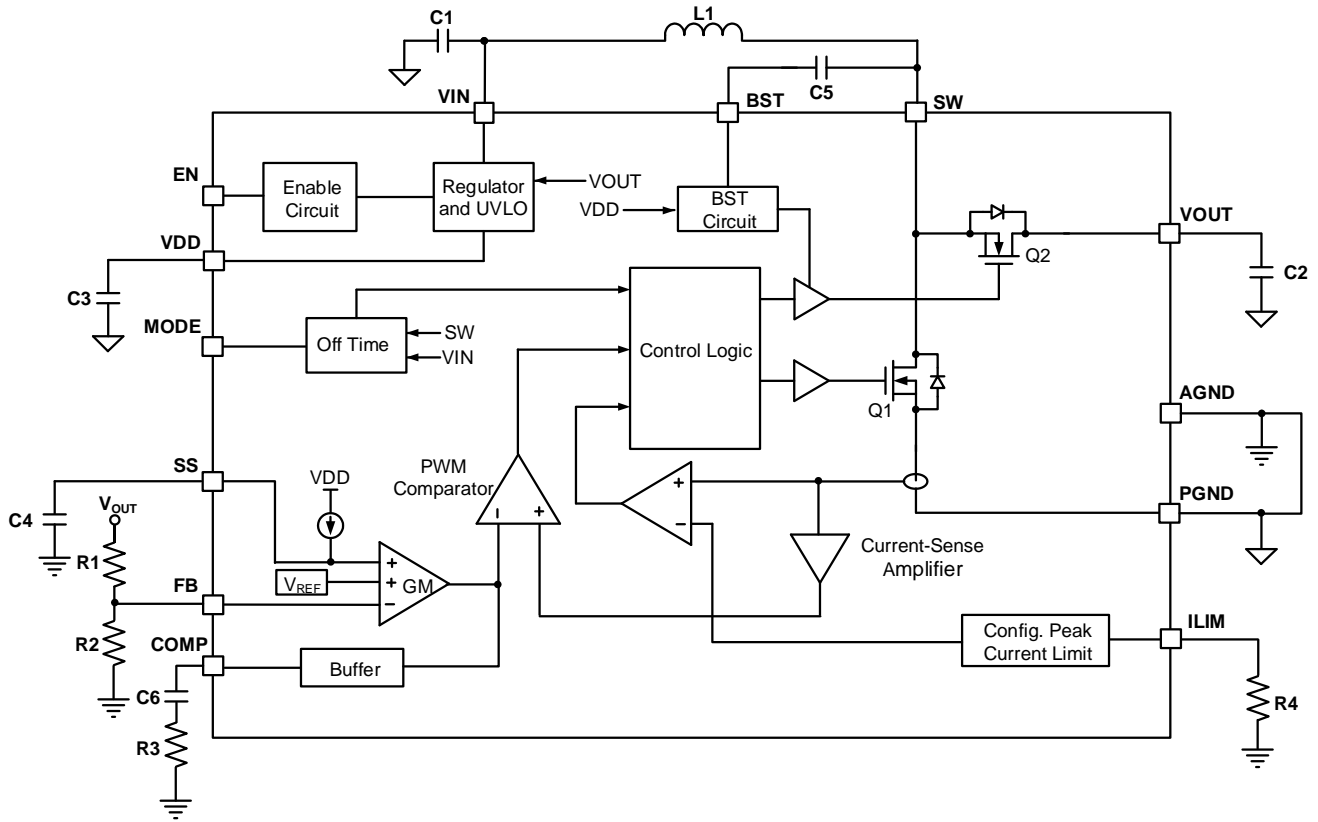 C1
L1
C5
VIN
BST
SW
EN
Enable
Circuit
Regulator
and UVLO
VOUT
VDD
BST
Circuit
VOUT
Q2
VDD
C3
C2
MODE
Off Time
SW
VIN
Control Logic
Q1
AGND
SS
VDD
PWM
Comparator
+
−
PGND
C4
VOUT
R1
− +
Current-Sense
Amplifier
+
VREF
+
GM
−
FB
R2
COMP
Buffer
Config. Peak
Current Limit
ILIM
C6
R3
R4